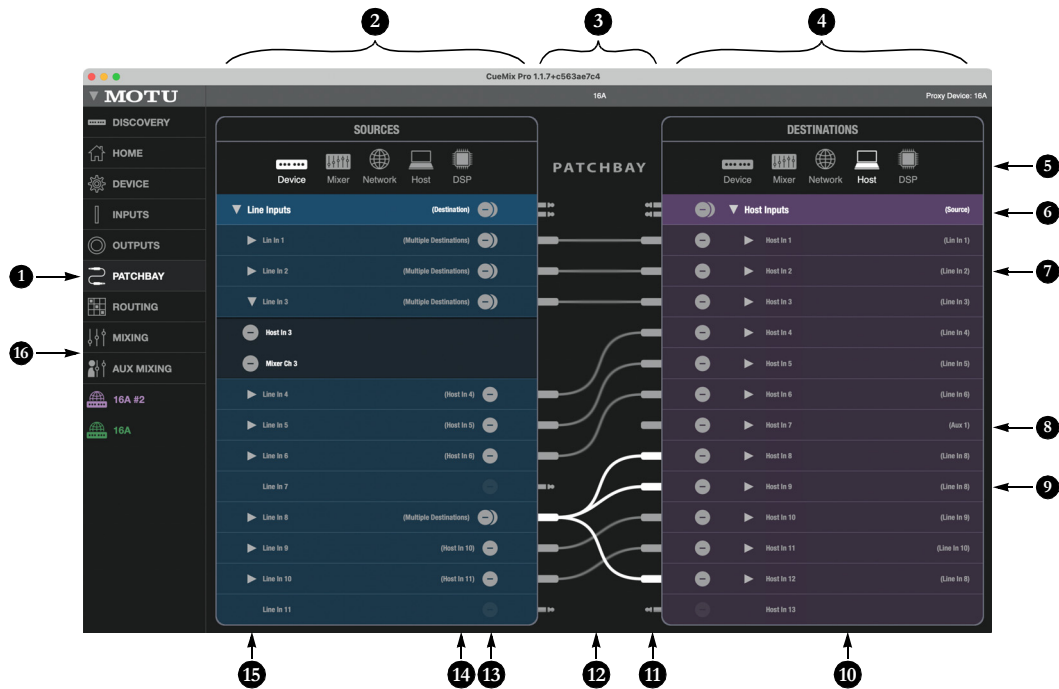 2
3
4
CueMix Pro 1.1.7+c563ae7c4
MOTU
16A
Proxy Device: 16A
DISCOVERY
HOME
DEVICE
INPUTS
OUTPUTS
PATCHBAY
ROUTING
MIXING
AUX MIXING
16A #2
16A
1
16
SOURCES
Device
Mixer
Network
Host
DSP
Line Inputs (Destination)
Lin In 1 (Multiple Destinations)
Line In 2 (Multiple Destinations)
Line In 3 (Multiple Destinations)
Host In 3
Mixer Ch 3
Line In 4 (Host In 4)
Line In 5 (Host In 5)
Line In 6 (Host In 6)
Line In 7
Line In 8 (Multiple Destinations)
Line In 9 (Host In 10)
Line In 10 (Host In 11)
Line In 11
PATCHBAY
DESTINATIONS
Device
Mixer
Network
Host
DSP
Host Inputs (Source)
Host In 1 (Lin In 1)
Host In 2 (Line In 2)
Host In 3 (Line In 3)
Host In 4 (Line In 4)
Host In 5 (Line In 5)
Host In 6 (Line In 6)
Host In 7 (Aux 1)
Host In 8 (Line In 8)
Host In 9 (Line In 8)
Host In 10 (Line In 9)
Host In 11 (Line In 10)
Host In 12 (Line In 8)
Host In 13
5
6
7
8
9
15
14
13
12
11
10